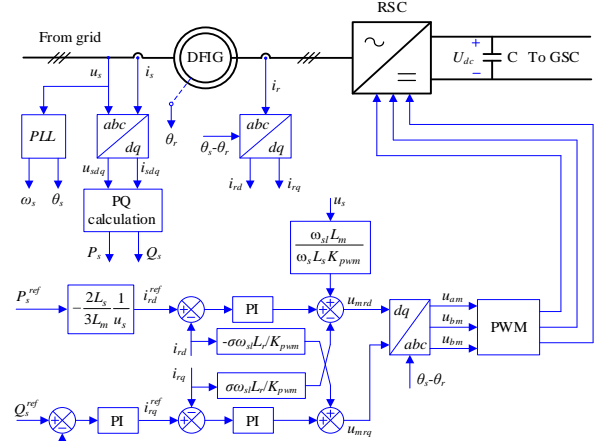 RSC
From grid
DFIG
U_dc
+
−
C
To GSC
u_s
i_s
i_r
PLL
abc
dq
θ_r
θ_s-θ_r
abc
dq
ω_s
θ_s
u_sdq
i_sdq
i_rd
i_rq
PQ
calculation
P_s
Q_s
u_s
ω_sl L_m
ω_s L_s K_pwm
P_s^ref
− 2L_s / 3L_m 1 / u_s
i_rd^ref
PI
u_mrd
dq
abc
u_am
u_bm
u_bm
PWM
i_rd
-σω_sl L_r/K_pwm
i_rq
σω_sl L_r/K_pwm
θ_s-θ_r
Q_s^ref
PI
i_rq^ref
PI
u_mrq